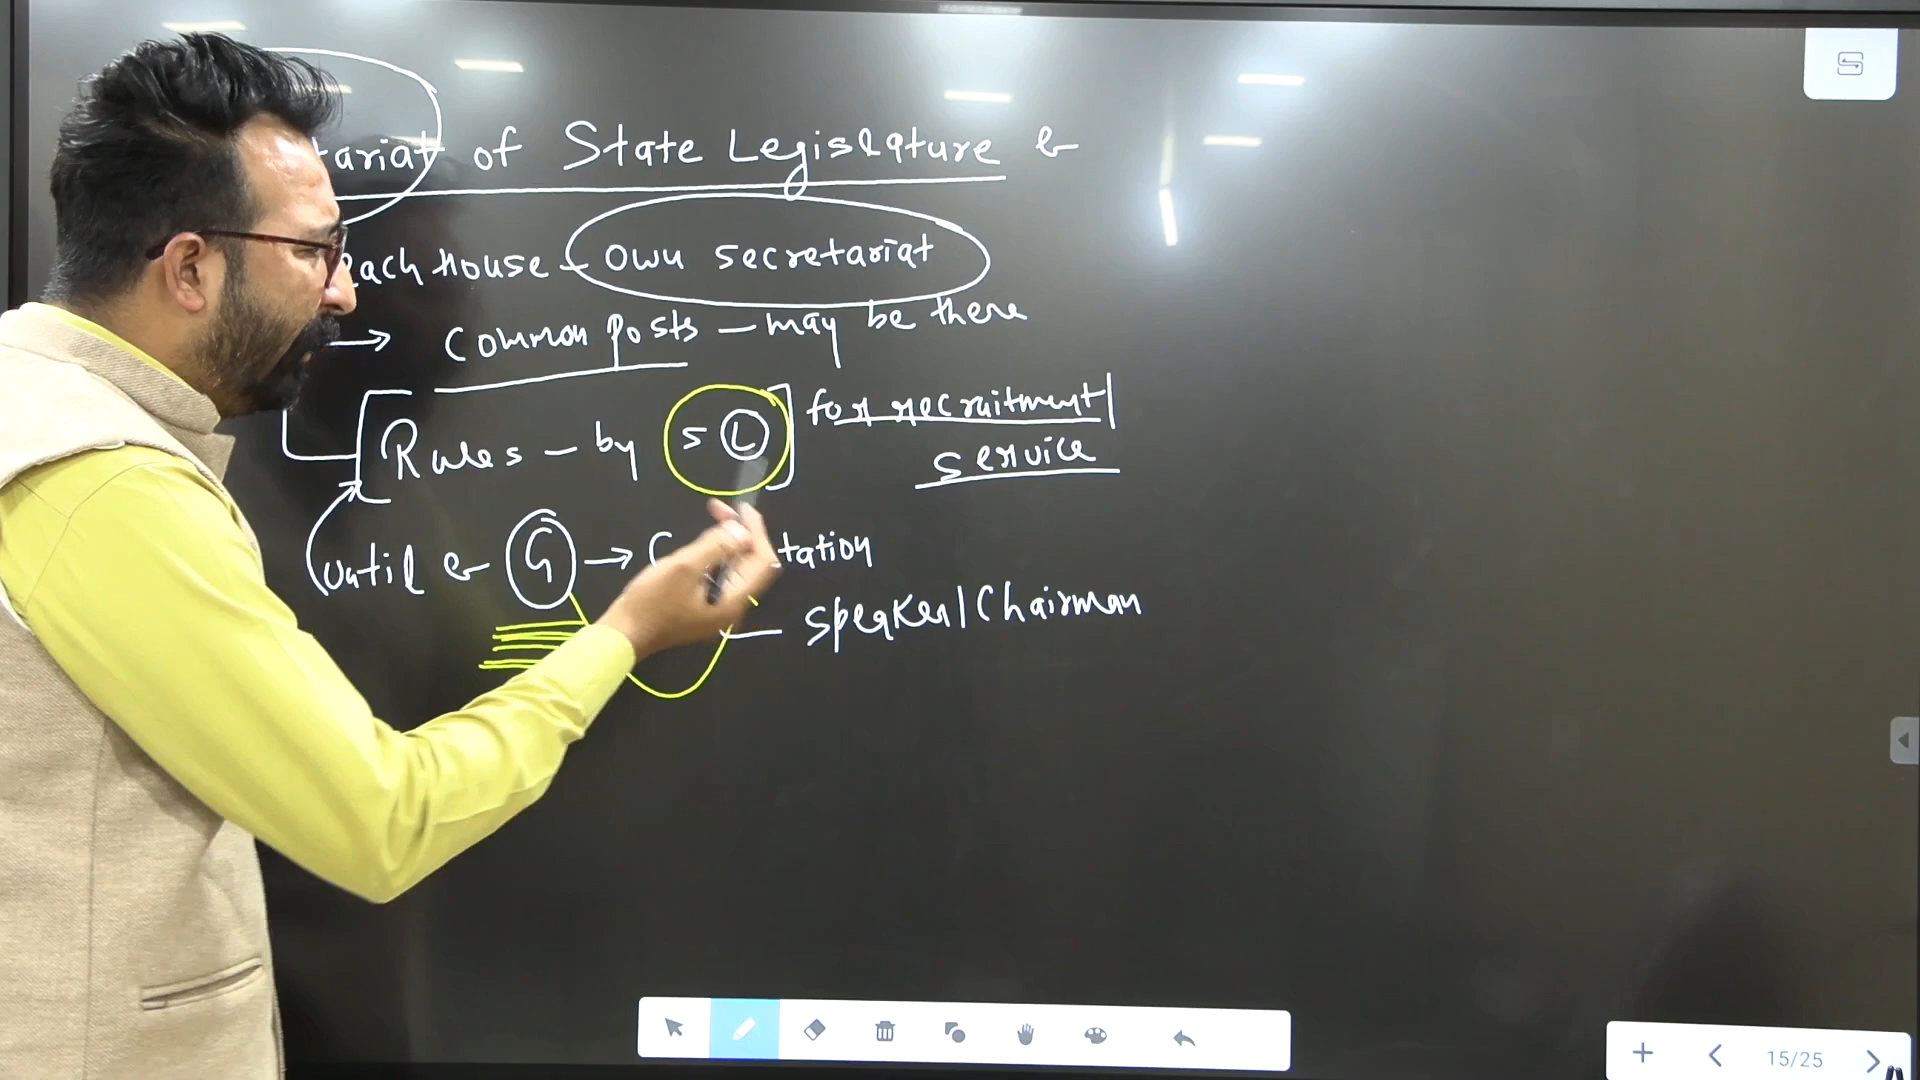 tariat of State Legislature &
each House - own secretariat
→ common posts - may be there
Rules - by S L for recruitment
service
until & G → tation
- speaker/Chairman
15/25